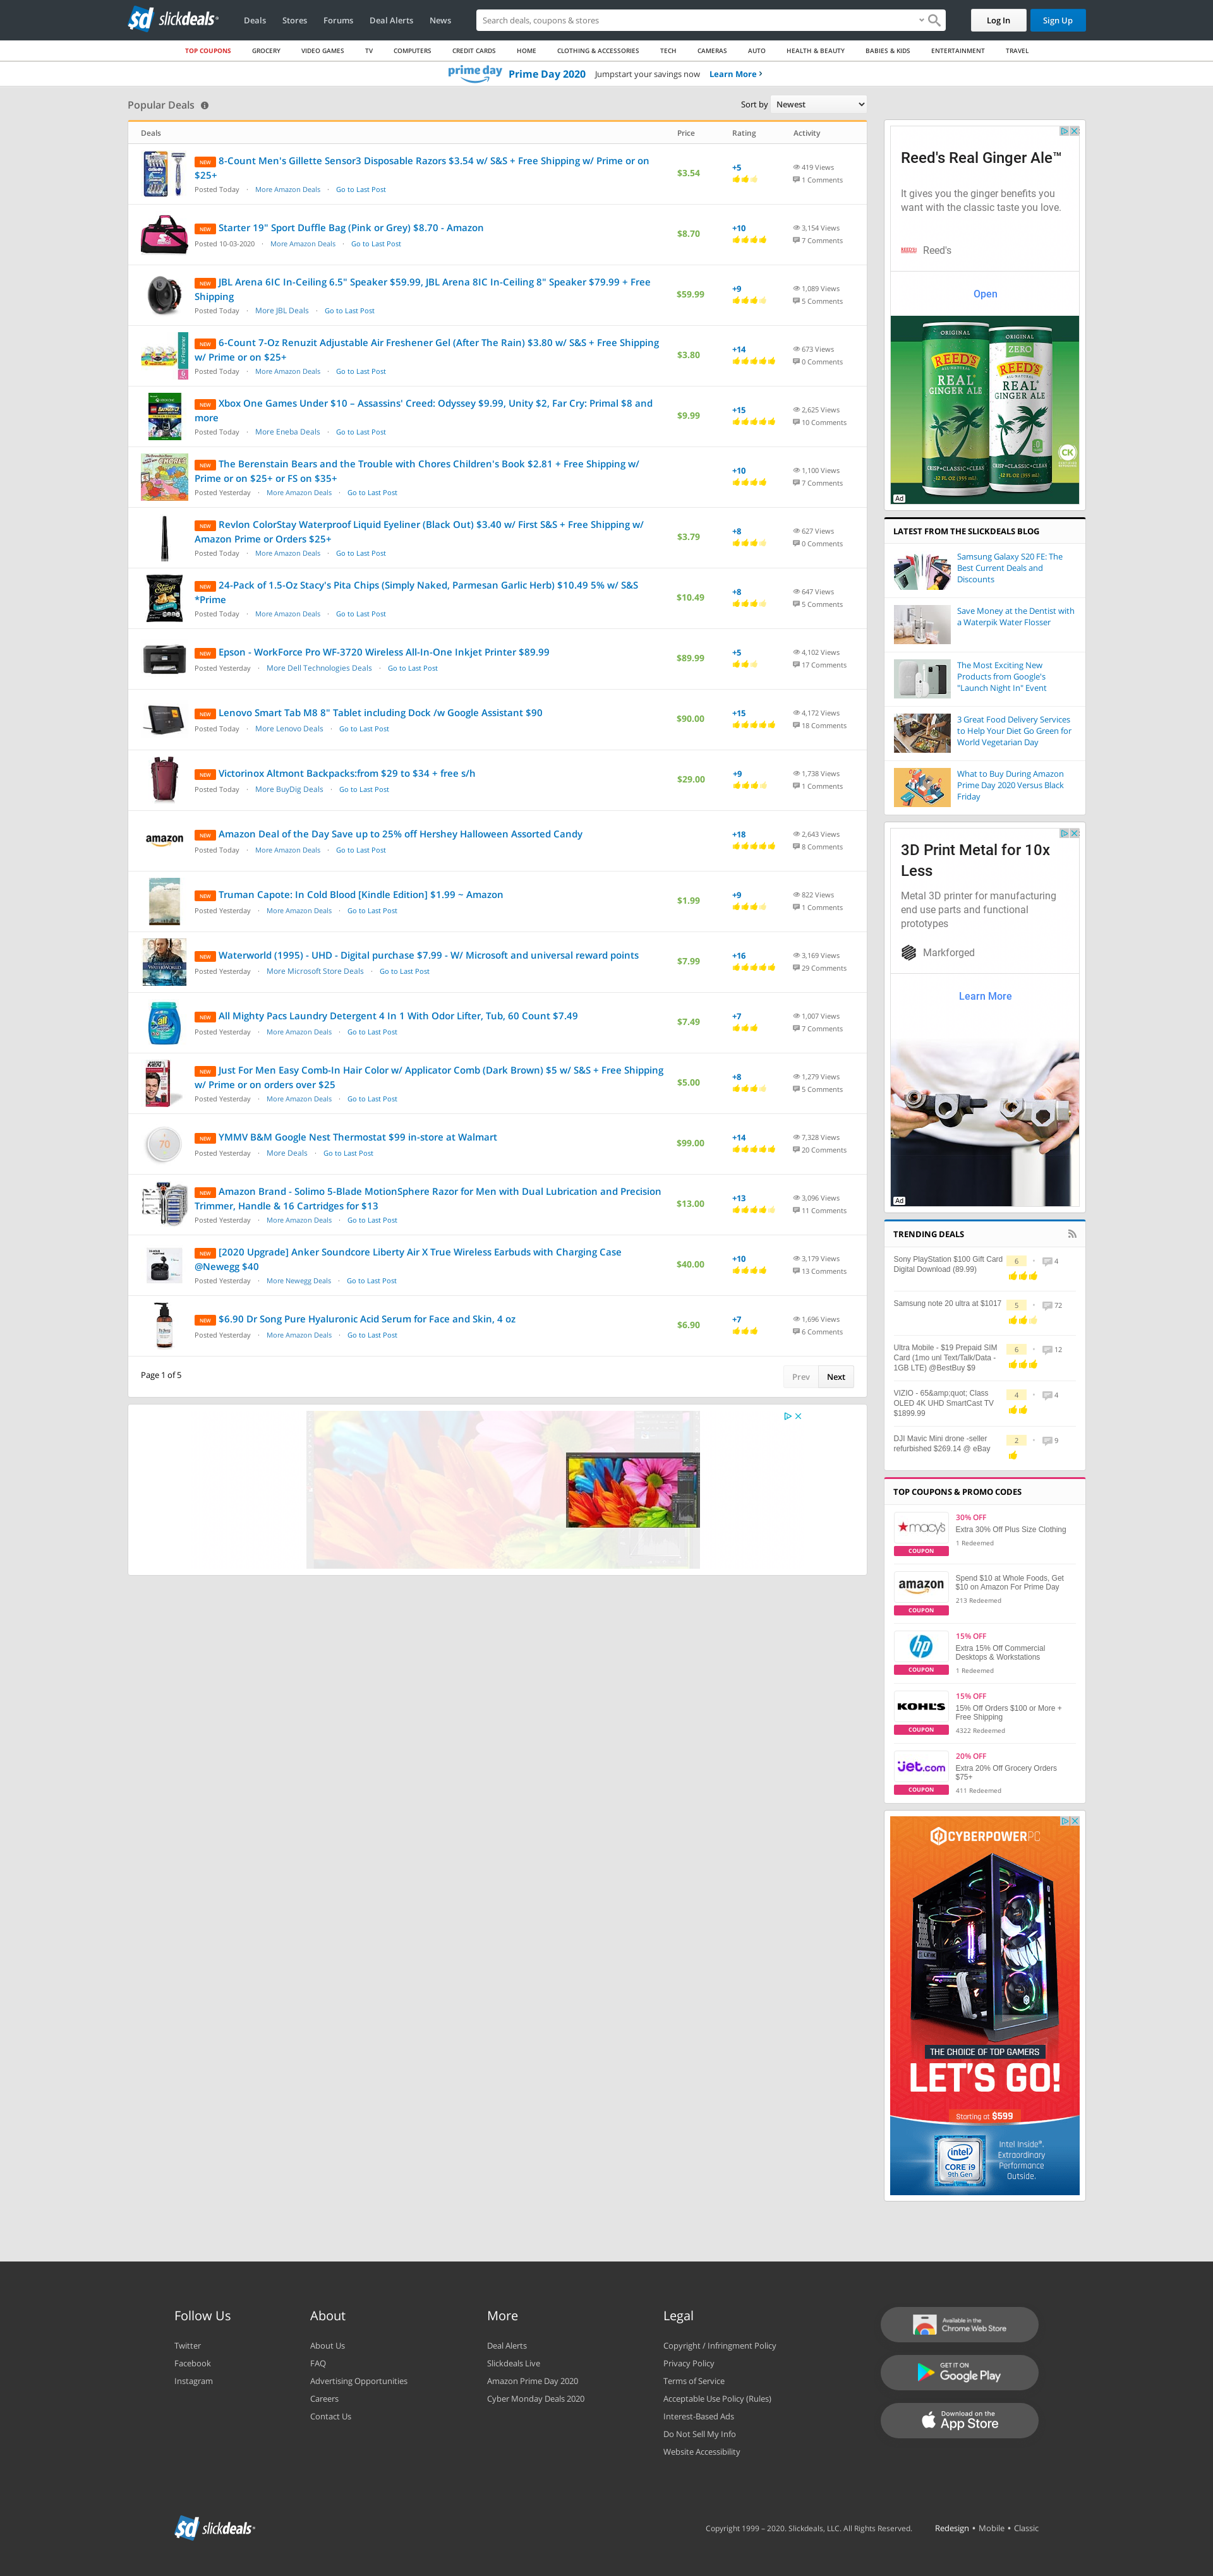 sd slickdeals
Deals Stores Forums Deal Alerts News
Search deals, coupons & stores
Log In Sign Up
TOP COUPONS GROCERY VIDEO GAMES TV COMPUTERS CREDIT CARDS HOME CLOTHING & ACCESSORIES TECH CAMERAS AUTO HEALTH & BEAUTY BABIES & KIDS ENTERTAINMENT TRAVEL
prime day Prime Day 2020 Jumpstart your savings now Learn More
Popular Deals
Sort by Newest
Deals Price Rating Activity
NEW 8-Count Men's Gillette Sensor3 Disposable Razors $3.54 w/ S&S + Free Shipping w/ Prime or on
$25+
Posted Today · More Amazon Deals · Go to Last Post
$3.54
+5
419 Views
1 Comments
NEW Starter 19" Sport Duffle Bag (Pink or Grey) $8.70 - Amazon
Posted 10-03-2020 · More Amazon Deals · Go to Last Post
$8.70
+10
3,154 Views
7 Comments
NEW JBL Arena 6IC In-Ceiling 6.5" Speaker $59.99, JBL Arena 8IC In-Ceiling 8" Speaker $79.99 + Free
Shipping
Posted Today · More JBL Deals · Go to Last Post
$59.99
+9
1,089 Views
5 Comments
NEW 6-Count 7-Oz Renuzit Adjustable Air Freshener Gel (After The Rain) $3.80 w/ S&S + Free Shipping
w/ Prime or on $25+
Posted Today · More Amazon Deals · Go to Last Post
$3.80
+14
673 Views
0 Comments
NEW Xbox One Games Under $10 – Assassins' Creed: Odyssey $9.99, Unity $2, Far Cry: Primal $8 and
more
Posted Today · More Eneba Deals · Go to Last Post
$9.99
+15
2,625 Views
10 Comments
NEW The Berenstain Bears and the Trouble with Chores Children's Book $2.81 + Free Shipping w/
Prime or on $25+ or FS on $35+
Posted Yesterday · More Amazon Deals · Go to Last Post
+10
1,100 Views
7 Comments
NEW Revlon ColorStay Waterproof Liquid Eyeliner (Black Out) $3.40 w/ First S&S + Free Shipping w/
Amazon Prime or Orders $25+
Posted Today · More Amazon Deals · Go to Last Post
$3.79
+8
627 Views
0 Comments
NEW 24-Pack of 1.5-Oz Stacy's Pita Chips (Simply Naked, Parmesan Garlic Herb) $10.49 5% w/ S&S
*Prime
Posted Today · More Amazon Deals · Go to Last Post
$10.49
+8
647 Views
5 Comments
NEW Epson - WorkForce Pro WF-3720 Wireless All-In-One Inkjet Printer $89.99
Posted Yesterday · More Dell Technologies Deals · Go to Last Post
$89.99
+5
4,102 Views
17 Comments
NEW Lenovo Smart Tab M8 8" Tablet including Dock /w Google Assistant $90
Posted Today · More Lenovo Deals · Go to Last Post
$90.00
+15
4,172 Views
18 Comments
NEW Victorinox Altmont Backpacks:from $29 to $34 + free s/h
Posted Today · More BuyDig Deals · Go to Last Post
$29.00
+9
1,738 Views
1 Comments
amazon
NEW Amazon Deal of the Day Save up to 25% off Hershey Halloween Assorted Candy
Posted Today · More Amazon Deals · Go to Last Post
+18
2,643 Views
8 Comments
NEW Truman Capote: In Cold Blood [Kindle Edition] $1.99 ~ Amazon
Posted Yesterday · More Amazon Deals · Go to Last Post
$1.99
+9
822 Views
1 Comments
NEW Waterworld (1995) - UHD - Digital purchase $7.99 - W/ Microsoft and universal reward points
Posted Yesterday · More Microsoft Store Deals · Go to Last Post
$7.99
+16
3,169 Views
29 Comments
NEW All Mighty Pacs Laundry Detergent 4 In 1 With Odor Lifter, Tub, 60 Count $7.49
Posted Yesterday · More Amazon Deals · Go to Last Post
$7.49
+7
1,007 Views
7 Comments
NEW Just For Men Easy Comb-In Hair Color w/ Applicator Comb (Dark Brown) $5 w/ S&S + Free Shipping
w/ Prime or on orders over $25
Posted Yesterday · More Amazon Deals · Go to Last Post
$5.00
+8
1,279 Views
5 Comments
70
NEW YMMV B&M Google Nest Thermostat $99 in-store at Walmart
Posted Yesterday · More Deals · Go to Last Post
$99.00
+14
7,328 Views
20 Comments
NEW Amazon Brand - Solimo 5-Blade MotionSphere Razor for Men with Dual Lubrication and Precision
Trimmer, Handle & 16 Cartridges for $13
Posted Yesterday · More Amazon Deals · Go to Last Post
$13.00
+13
3,096 Views
11 Comments
NEW [2020 Upgrade] Anker Soundcore Liberty Air X True Wireless Earbuds with Charging Case
@Newegg $40
Posted Yesterday · More Newegg Deals · Go to Last Post
$40.00
+10
3,179 Views
13 Comments
NEW $6.90 Dr Song Pure Hyaluronic Acid Serum for Face and Skin, 4 oz
Posted Yesterday · More Amazon Deals · Go to Last Post
$6.90
+7
1,696 Views
6 Comments
Page 1 of 5
Prev Next
Reed's Real Ginger Ale™
It gives you the ginger benefits you
want with the classic taste you love.
Reed's
Open
ORIGINAL
REED'S
REAL
GINGER ALE
CRISP•CLASSIC•CLEAN
12 FL OZ (355 mL)
ORIGINAL
ZERO
REED'S
REAL
GINGER ALE
CRISP•CLASSIC•CLEAN
12 FL OZ (355 mL)
Ad
LATEST FROM THE SLICKDEALS BLOG
Samsung Galaxy S20 FE: The
Best Current Deals and
Discounts
Save Money at the Dentist with
a Waterpik Water Flosser
The Most Exciting New
Products from Google's
"Launch Night In" Event
3 Great Food Delivery Services
to Help Your Diet Go Green for
World Vegetarian Day
What to Buy During Amazon
Prime Day 2020 Versus Black
Friday
3D Print Metal for 10x
Less
Metal 3D printer for manufacturing
end use parts and functional
prototypes
Markforged
Learn More
Ad
TRENDING DEALS
Sony PlayStation $100 Gift Card
Digital Download (89.99)
6 · 4
Samsung note 20 ultra at $1017
5 · 72
Ultra Mobile - $19 Prepaid SIM
Card (1mo unl Text/Talk/Data -
1GB LTE) @BestBuy $9
6 · 12
VIZIO - 65&amp;quot; Class
OLED 4K UHD SmartCast TV
$1899.99
4 · 4
DJI Mavic Mini drone -seller
refurbished $269.14 @ eBay
2 · 9
TOP COUPONS & PROMO CODES
macy's
COUPON
30% OFF
Extra 30% Off Plus Size Clothing
1 Redeemed
amazon
COUPON
Spend $10 at Whole Foods, Get
$10 on Amazon For Prime Day
213 Redeemed
hp
COUPON
15% OFF
Extra 15% Off Commercial
Desktops & Workstations
1 Redeemed
KOHL'S
COUPON
15% OFF
15% Off Orders $100 or More +
Free Shipping
4322 Redeemed
jet.com
COUPON
20% OFF
Extra 20% Off Grocery Orders
$75+
411 Redeemed
CYBERPOWERPC
THE CHOICE OF TOP GAMERS
LET'S GO!
Starting at $599
intel
CORE i9
9th Gen
Intel Inside®.
Extraordinary
Performance
Outside.
Follow Us
Twitter
Facebook
Instagram
About
About Us
FAQ
Advertising Opportunities
Careers
Contact Us
More
Deal Alerts
Slickdeals Live
Amazon Prime Day 2020
Cyber Monday Deals 2020
Legal
Copyright / Infringment Policy
Privacy Policy
Terms of Service
Acceptable Use Policy (Rules)
Interest-Based Ads
Do Not Sell My Info
Website Accessibility
Available in the
Chrome Web Store
GET IT ON
Google Play
Download on the
App Store
sd slickdeals
Copyright 1999 – 2020. Slickdeals, LLC. All Rights Reserved.
Redesign • Mobile • Classic